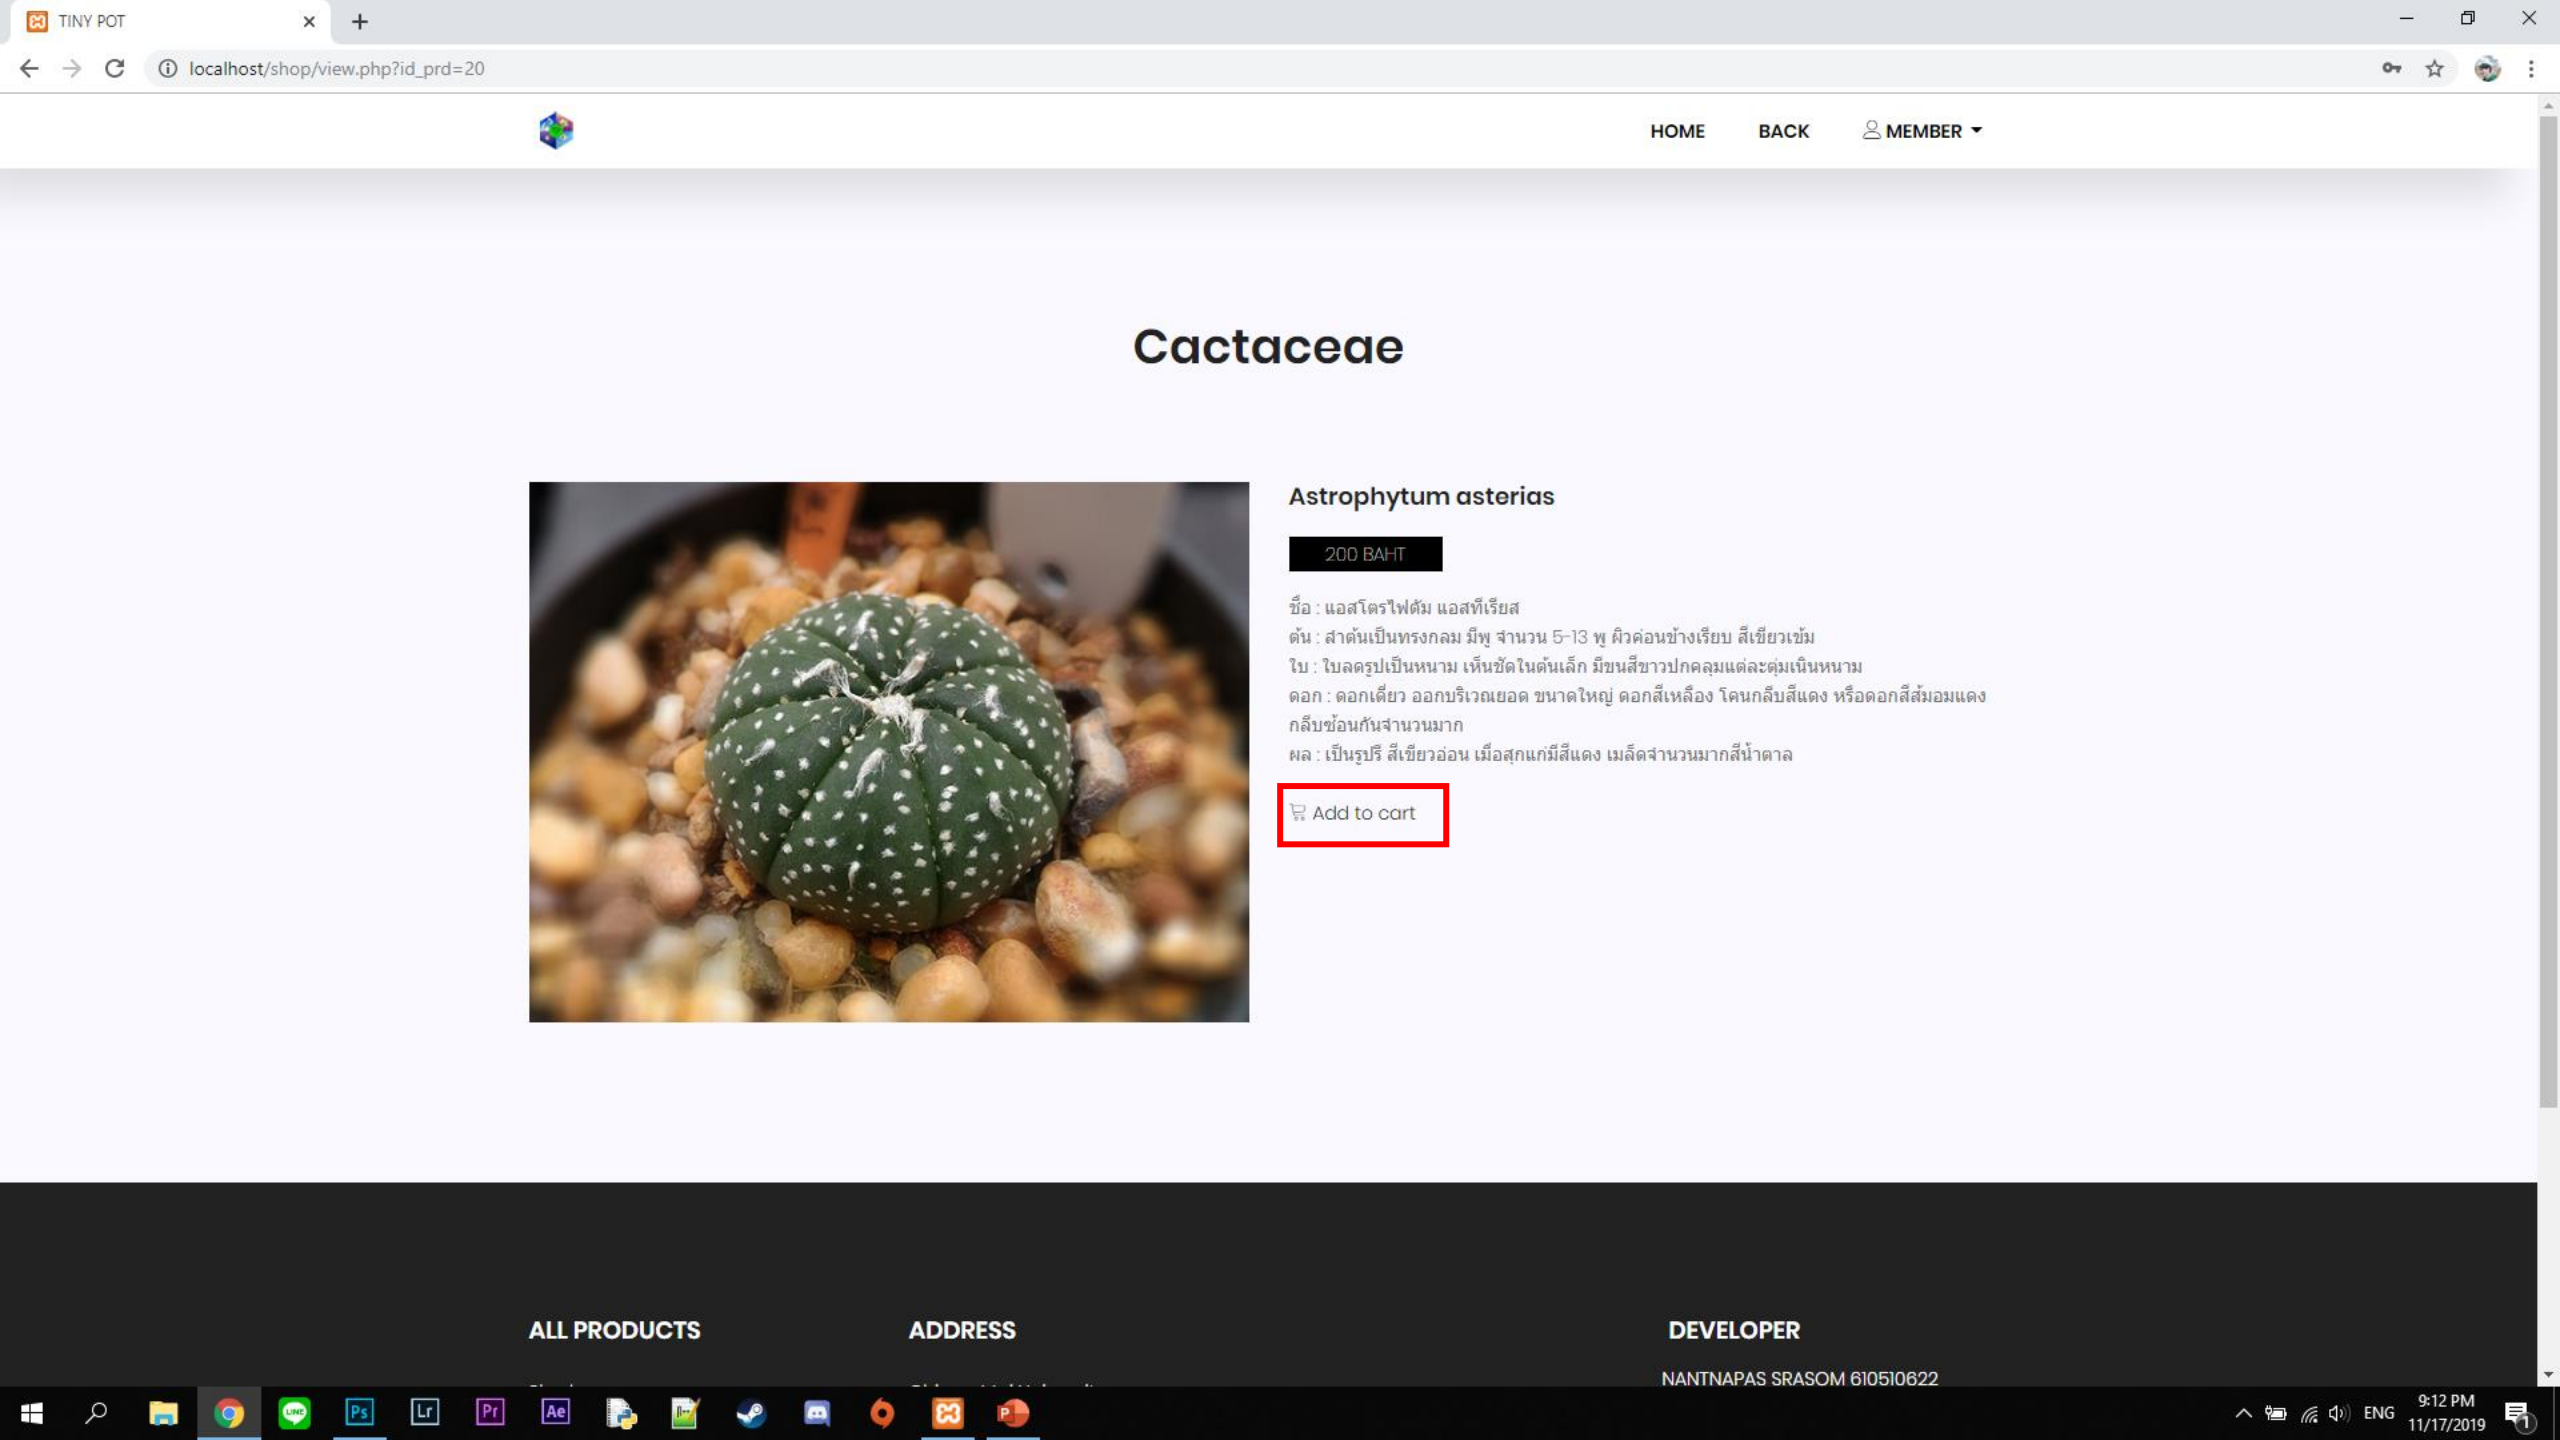 TINY POT
localhost/shop/view.php?id_prd=20
HOME BACK MEMBER
Cactaceae
Astrophytum asterias
200 BAHT
ชื่อ : แอสโตรไฟตัม แอสทีเรียส
ต้น : ลำต้นเป็นทรงกลม มีพู จำนวน 5-13 พู ผิวค่อนข้างเรียบ สีเขียวเข้ม
ใบ : ใบลดรูปเป็นหนาม เห็นชัดในต้นเล็ก มีขนสีขาวปกคลุมแต่ละตุ่มเนินหนาม
ดอก : ดอกเดี่ยว ออกบริเวณยอด ขนาดใหญ่ ดอกสีเหลือง โคนกลีบสีแดง หรือดอกสีส้มอมแดง
กลีบซ้อนกันจำนวนมาก
ผล : เป็นรูปรี สีเขียวอ่อน เมื่อสุกแก่มีสีแดง เมล็ดจำนวนมากสีน้ำตาล
Add to cart
ALL PRODUCTS ADDRESS DEVELOPER
NANTNAPAS SRASOM 610510622
LINE Ps Lr Pr Ae
ENG 9:12 PM
11/17/2019
1